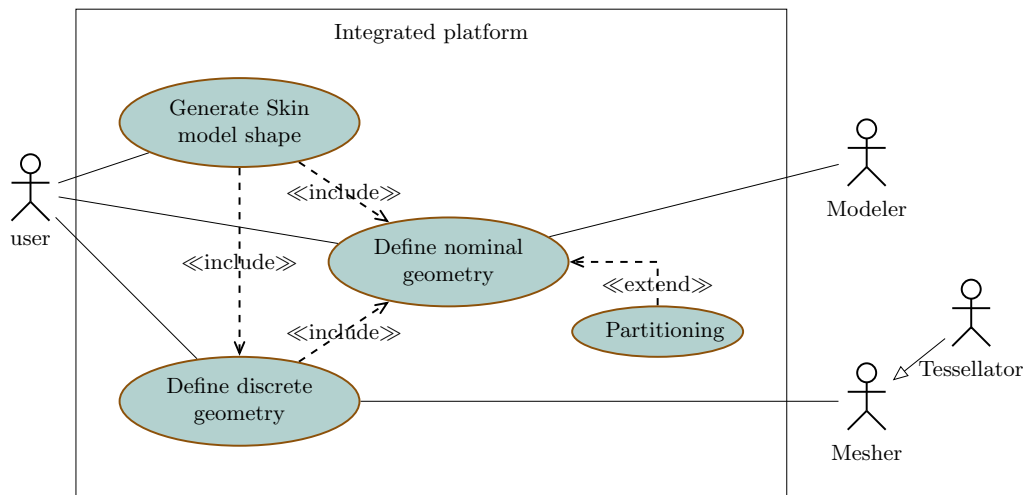 Integrated platform
Generate Skin
model shape
≪include≫
Modeler
user
Define nominal
geometry
≪include≫
≪extend≫
≪include≫
Partitioning
Tessellator
Define discrete
geometry
Mesher